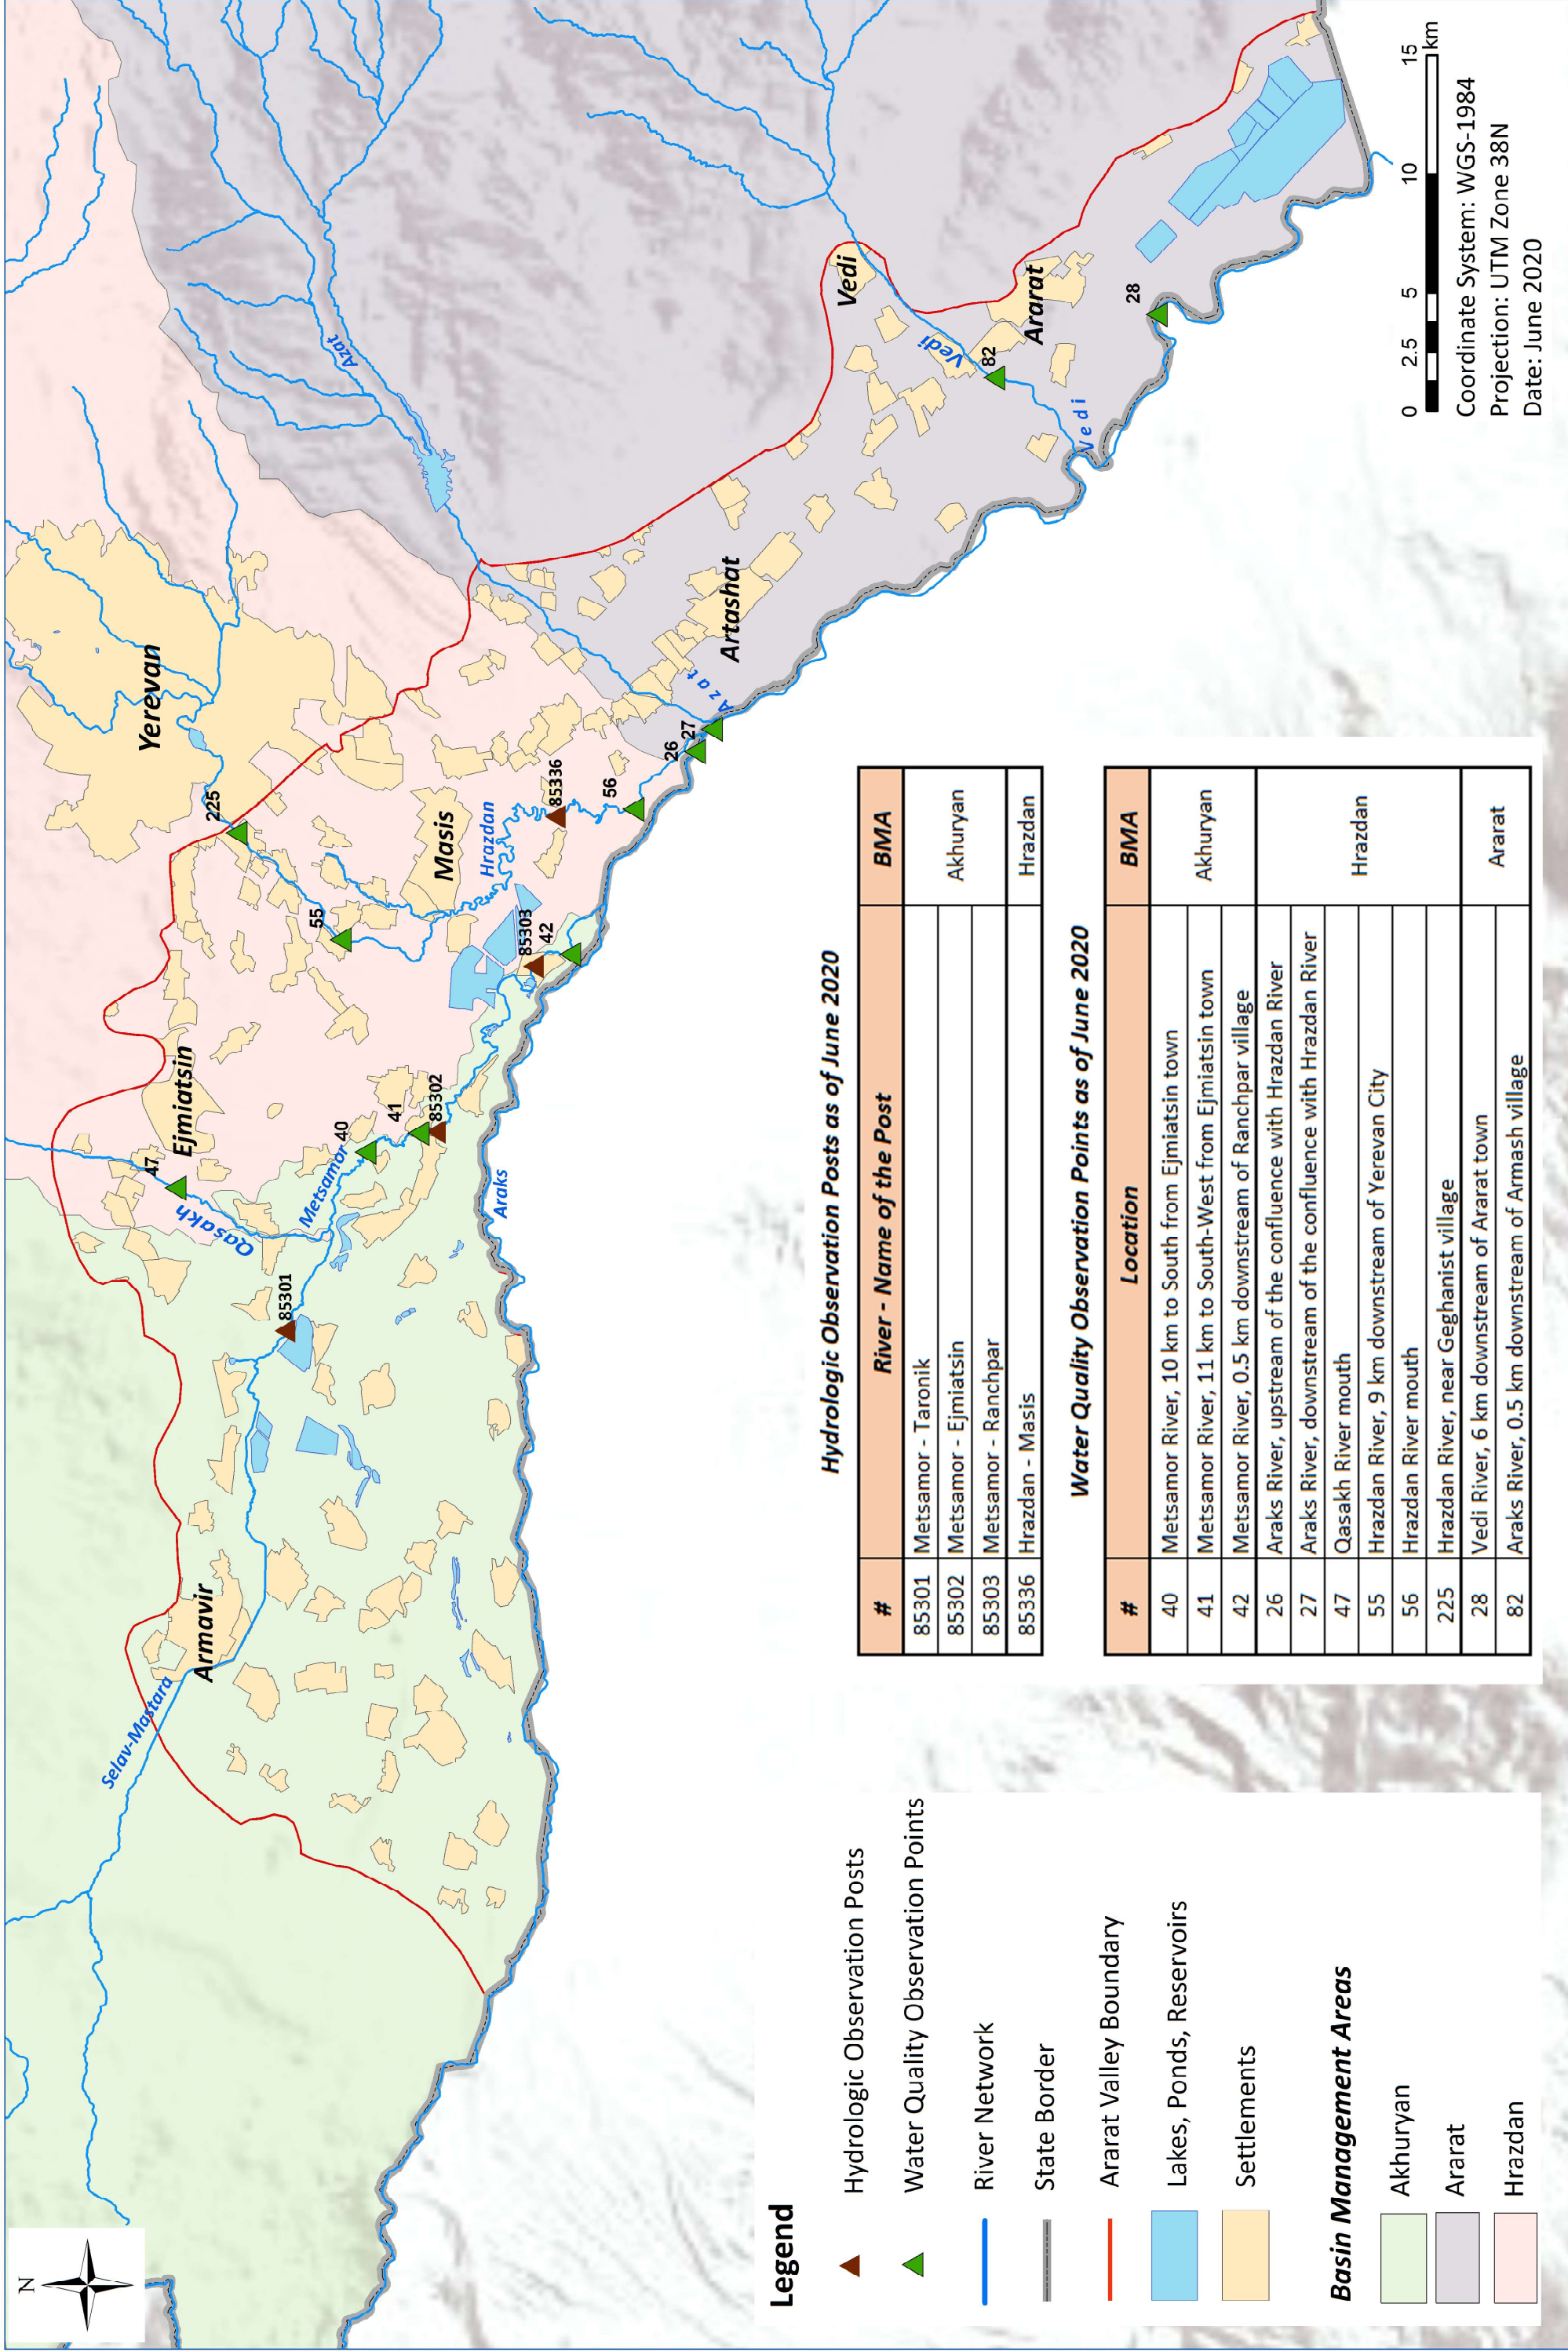 N
Selav-Mastara
Armavir
85301
Qasakh
47
Ejmiatsin
Metsamor
40
41
85302
Araks
225
55
Yerevan
Masis
Hrazdan
85303
42
85336
56
26
27
Azat
Azat
Artashat
Vedi
Vedi
82
Ararat
Vedi
28
Legend
Hydrologic Observation Posts
Water Quality Observation Points
River Network
State Border
Ararat Valley Boundary
Lakes, Ponds, Reservoirs
Settlements
Basin Management Areas
Akhuryan
Ararat
Hrazdan
Hydrologic Observation Posts as of June 2020
# River - Name of the Post BMA
85301 Metsamor - Taronik
85302 Metsamor - Ejmiatsin Akhuryan
85303 Metsamor - Ranchpar
85336 Hrazdan - Masis Hrazdan
Water Quality Observation Points as of June 2020
# Location BMA
40 Metsamor River, 10 km to South from Ejmiatsin town
41 Metsamor River, 11 km to South-West from Ejmiatsin town Akhuryan
42 Metsamor River, 0.5 km downstream of Ranchpar village
26 Araks River, upstream of the confluence with Hrazdan River
27 Araks River, downstream of the confluence with Hrazdan River
47 Qasakh River mouth
55 Hrazdan River, 9 km downstream of Yerevan City Hrazdan
56 Hrazdan River mouth
225 Hrazdan River, near Geghanist village
28 Vedi River, 6 km downstream of Ararat town Ararat
82 Araks River, 0.5 km downstream of Armash village
0 2.5 5 10 15
km
Coordinate System: WGS-1984
Projection: UTM Zone 38N
Date: June 2020